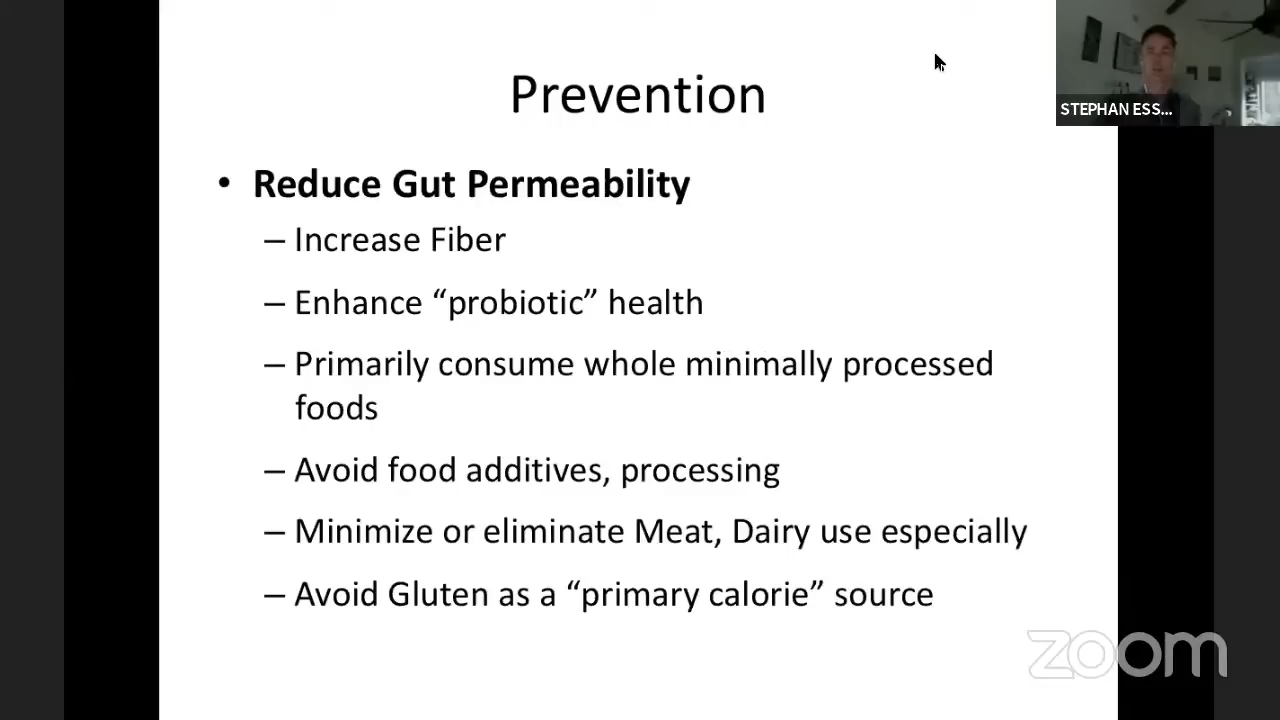 Prevention
STEPHAN ESS...
• Reduce Gut Permeability
– Increase Fiber
– Enhance “probiotic” health
– Primarily consume whole minimally processed
foods
– Avoid food additives, processing
– Minimize or eliminate Meat, Dairy use especially
– Avoid Gluten as a “primary calorie” source
zoom